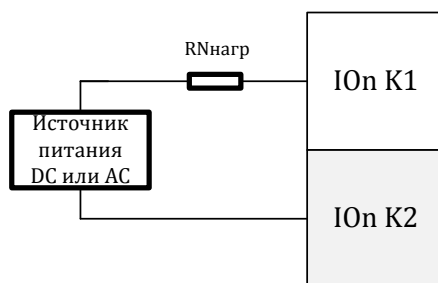 RNнагр
IOn K1
Источник
питания
DC или AC
IOn K2